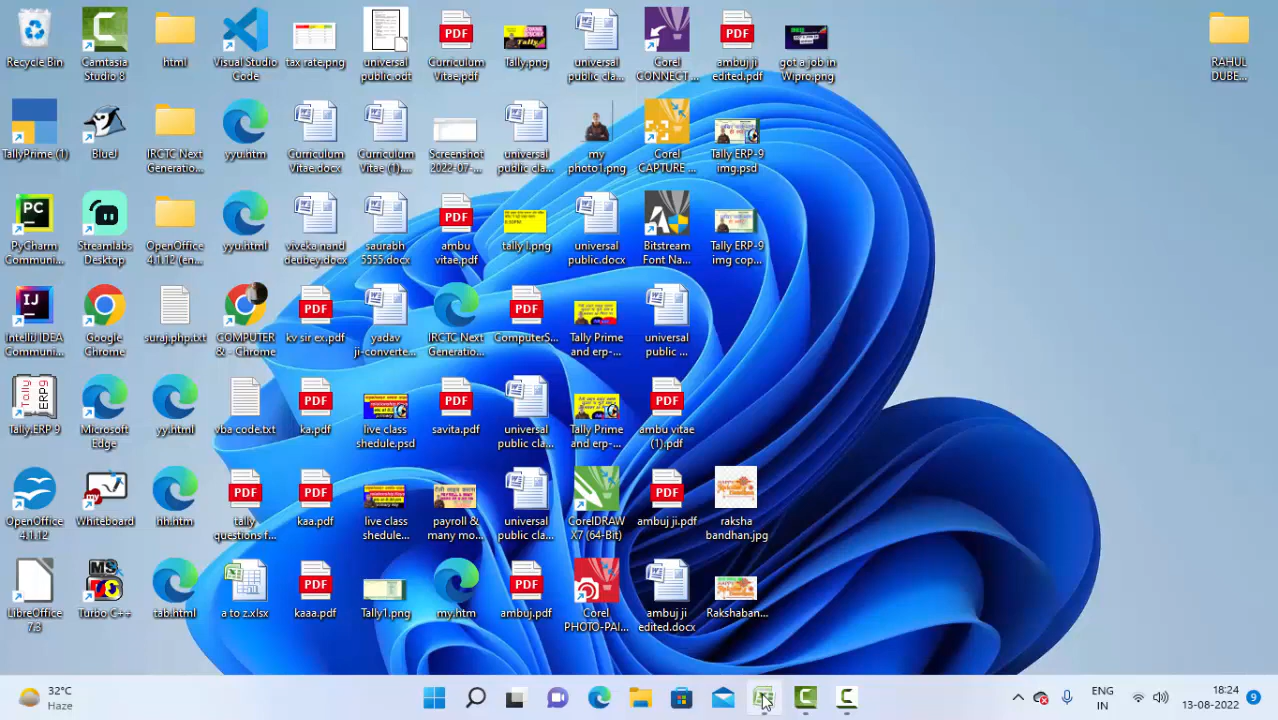 Recycle Bin
Camtasia Studio 8
html
Visual Studio Code
tax rate.png
universal public.odt
Curriculum Vitae.pdf
Tally.png
universal public cla...
Corel CONNECT ...
ambuj ji edited.pdf
got a job in Wipro.png
RAHUL DUBE...
TallyPrime (1)
BlueJ
IRCTC Next Generatio...
yyu.htm
Curriculum Vitae.docx
Curriculum Vitae (1)....
Screenshot 2022-07-...
universal public cla...
my photo1.png
Corel CAPTURE ...
Tally ERP-9 img.psd
PyCharm Communi...
Streamlabs Desktop
OpenOffice 4.1.12 (en...
yyu.html
viveka nand deubey.docx
saurabh 5555.docx
ambu vitae.pdf
tally l.png
universal public.docx
Bitstream Font Na...
Tally ERP-9 img cop...
IntelliJ IDEA Communi...
Google Chrome
suraj.php.txt
COMPUTER & - Chrome
kv sir ex.pdf
yadav ji-converte...
IRCTC Next Generatio...
ComputerS...
Tally Prime and erp-...
universal public ...
Tally.ERP 9
Microsoft Edge
yy.html
vba code.txt
ka.pdf
live class shedule.psd
savita.pdf
universal public cla...
Tally Prime and erp-...
ambu vitae (1).pdf
OpenOffice 4.1.12
Whiteboard
hh.htm
tally questions f...
kaa.pdf
live class shedule...
payroll & many mo...
universal public cla...
CorelDRAW X7 (64-Bit)
ambuj ji.pdf
raksha bandhan.jpg
LibreOffice 7.3
Turbo C++
tab.html
a to z.xlsx
kaaa.pdf
Tally1.png
my.htm
ambuj.pdf
Corel PHOTO-PAI...
ambuj ji edited.docx
Rakshaban...
32°C
Haze
ENG
IN
18:24
13-08-2022
9